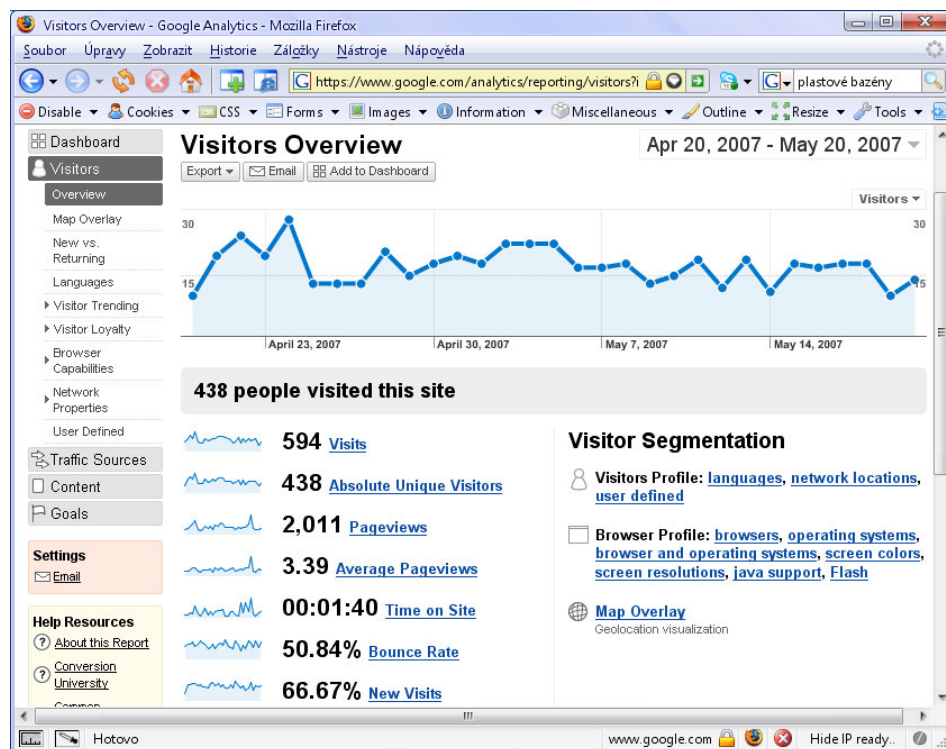 Visitors Overview - Google Analytics - Mozilla Firefox
Soubor Úpravy Zobrazit Historie Záložky Nástroje Nápověda
https://www.google.com/analytics/reporting/visitors?i plastové bazény
Disable Cookies CSS Forms Images Information Miscellaneous Outline Resize Tools
Dashboard
Visitors
Overview
Map Overlay
New vs.
Returning
Languages
Visitor Trending
Visitor Loyalty
Browser
Capabilities
Network
Properties
User Defined
Traffic Sources
Content
Goals
Settings
Email
Help Resources
About this Report
Conversion
University
Common
Visitors Overview
Apr 20, 2007 - May 20, 2007
Export Email Add to Dashboard
Visitors
30 30
15 15
April 23, 2007 April 30, 2007 May 7, 2007 May 14, 2007
438 people visited this site
594 Visits
438 Absolute Unique Visitors
2,011 Pageviews
3.39 Average Pageviews
00:01:40 Time on Site
50.84% Bounce Rate
66.67% New Visits
Visitor Segmentation
Visitors Profile: languages, network locations,
user defined
Browser Profile: browsers, operating systems,
browser and operating systems, screen colors,
screen resolutions, java support, Flash
Map Overlay
Geolocation visualization
Hotovo www.google.com Hide IP ready..